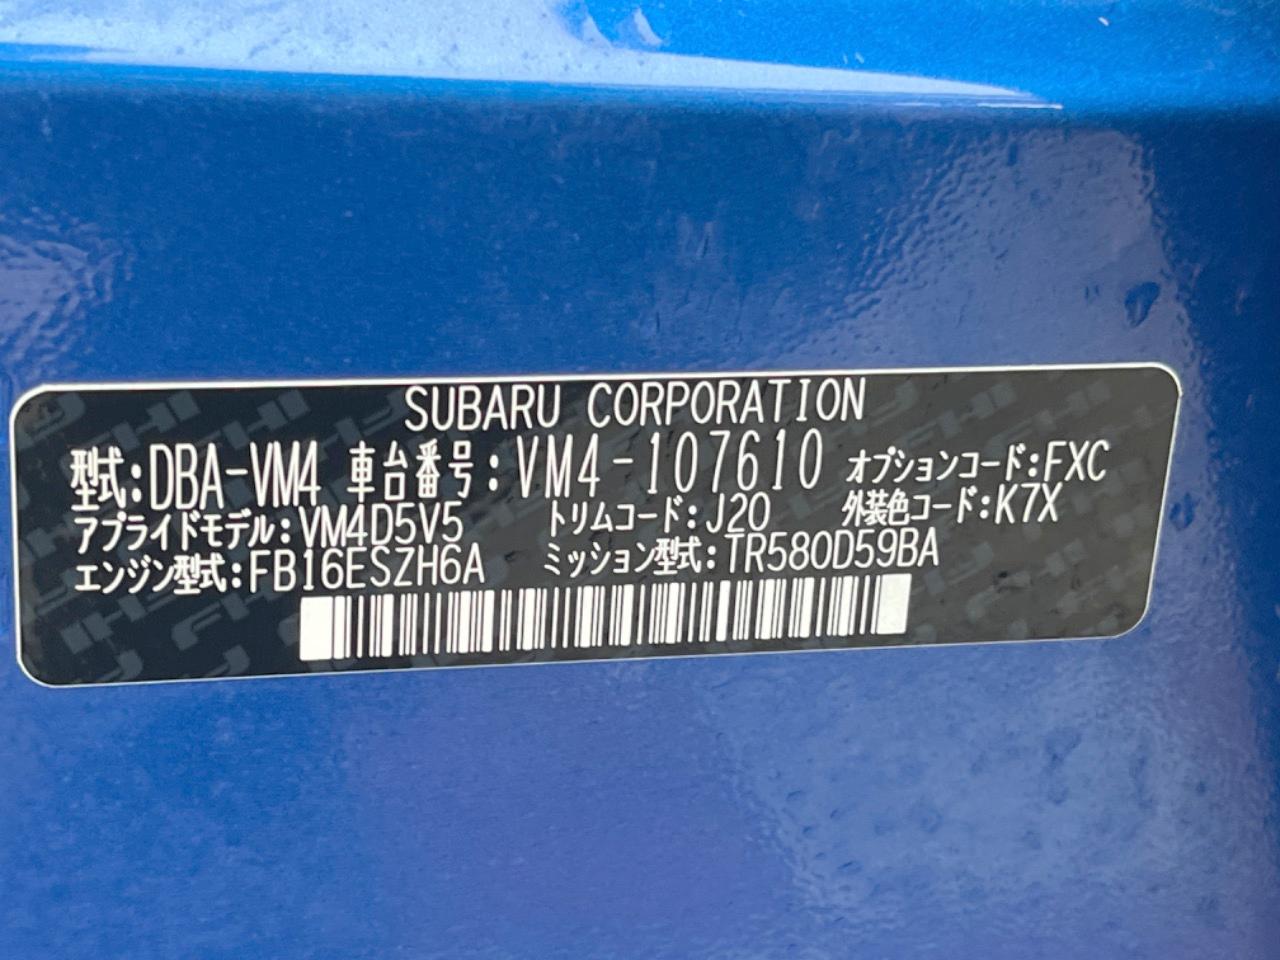 SUBARU CORPORATION
型式:DBA-VM4 車台番号:VM4-107610 オプションコード:FXC
アプライドモデル:VM4D5V5 トリムコード:J20 外装色コード:K7X
エンジン型式:FB16ESZH6A ミッション型式:TR580D59BA